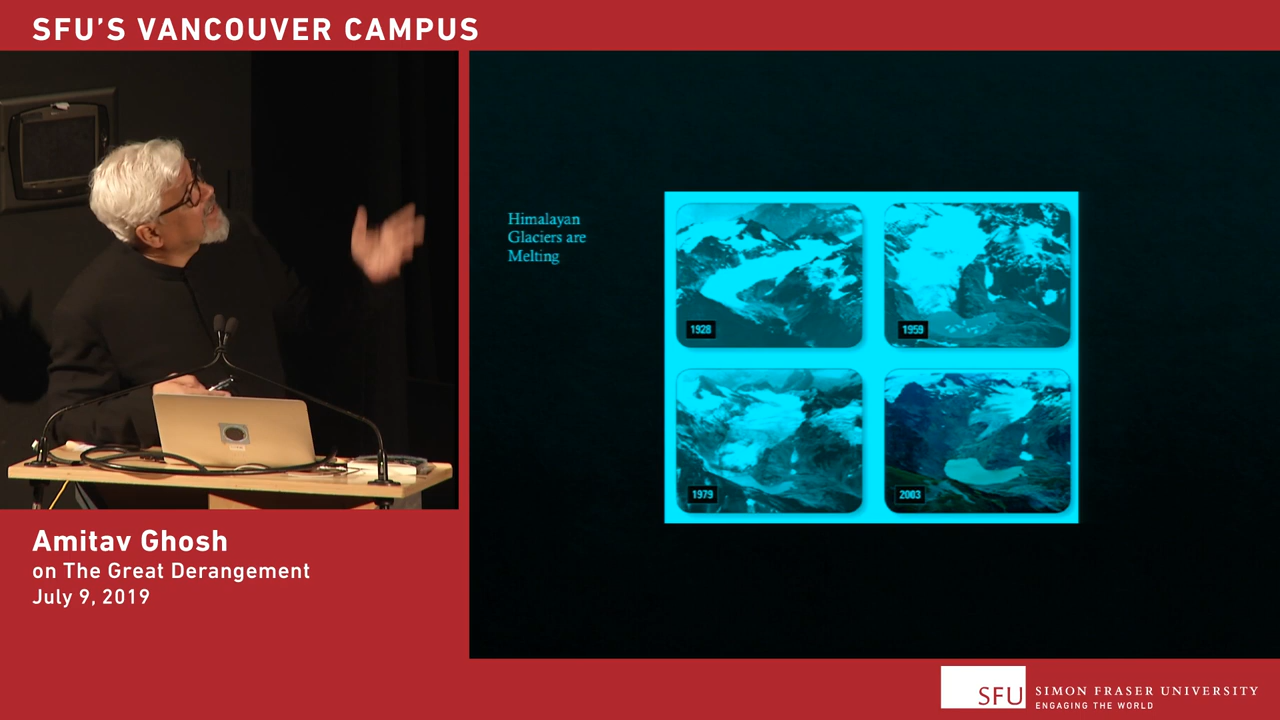 SFU'S VANCOUVER CAMPUS
Himalayan
Glaciers are
Melting
1928
1959
1979
2003
Amitav Ghosh
on The Great Derangement
July 9, 2019
SFU
SIMON FRASER UNIVERSITY
ENGAGING THE WORLD